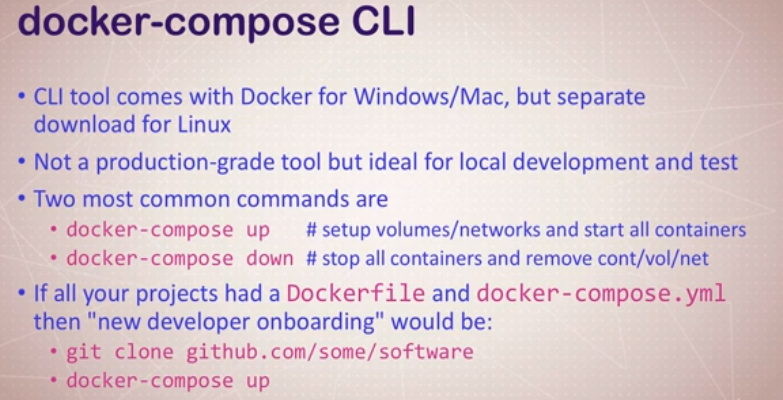 docker-compose CLI
• CLI tool comes with Docker for Windows/Mac, but separate
download for Linux
• Not a production-grade tool but ideal for local development and test
• Two most common commands are
• docker-compose up # setup volumes/networks and start all containers
• docker-compose down # stop all containers and remove cont/vol/net
• If all your projects had a Dockerfile and docker-compose.yml
then "new developer onboarding" would be:
• git clone github.com/some/software
• docker-compose up